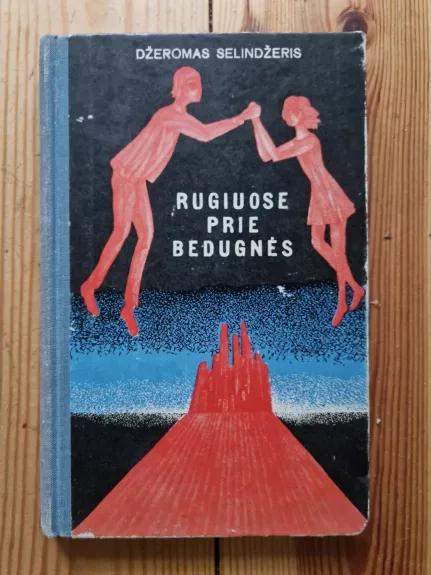 DŽEROMAS SELINDŽERIS
RUGIUOSE
PRIE
BEDUGNĖS